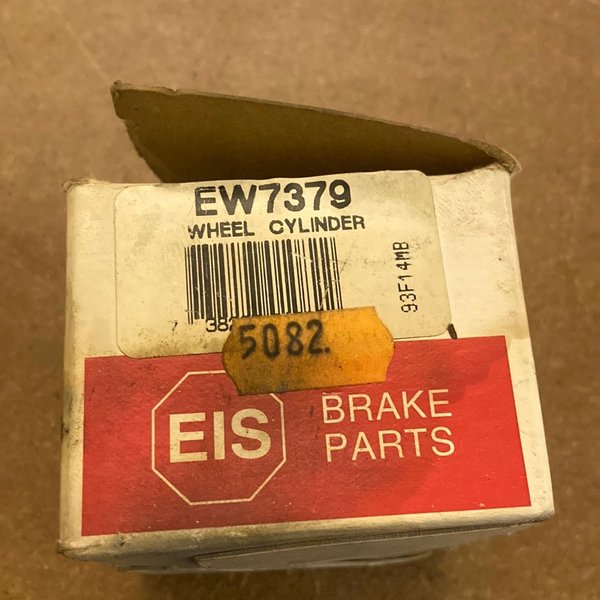 EW7379
WHEEL CYLINDER
93F14MB
5082.
EIS
BRAKE
PARTS